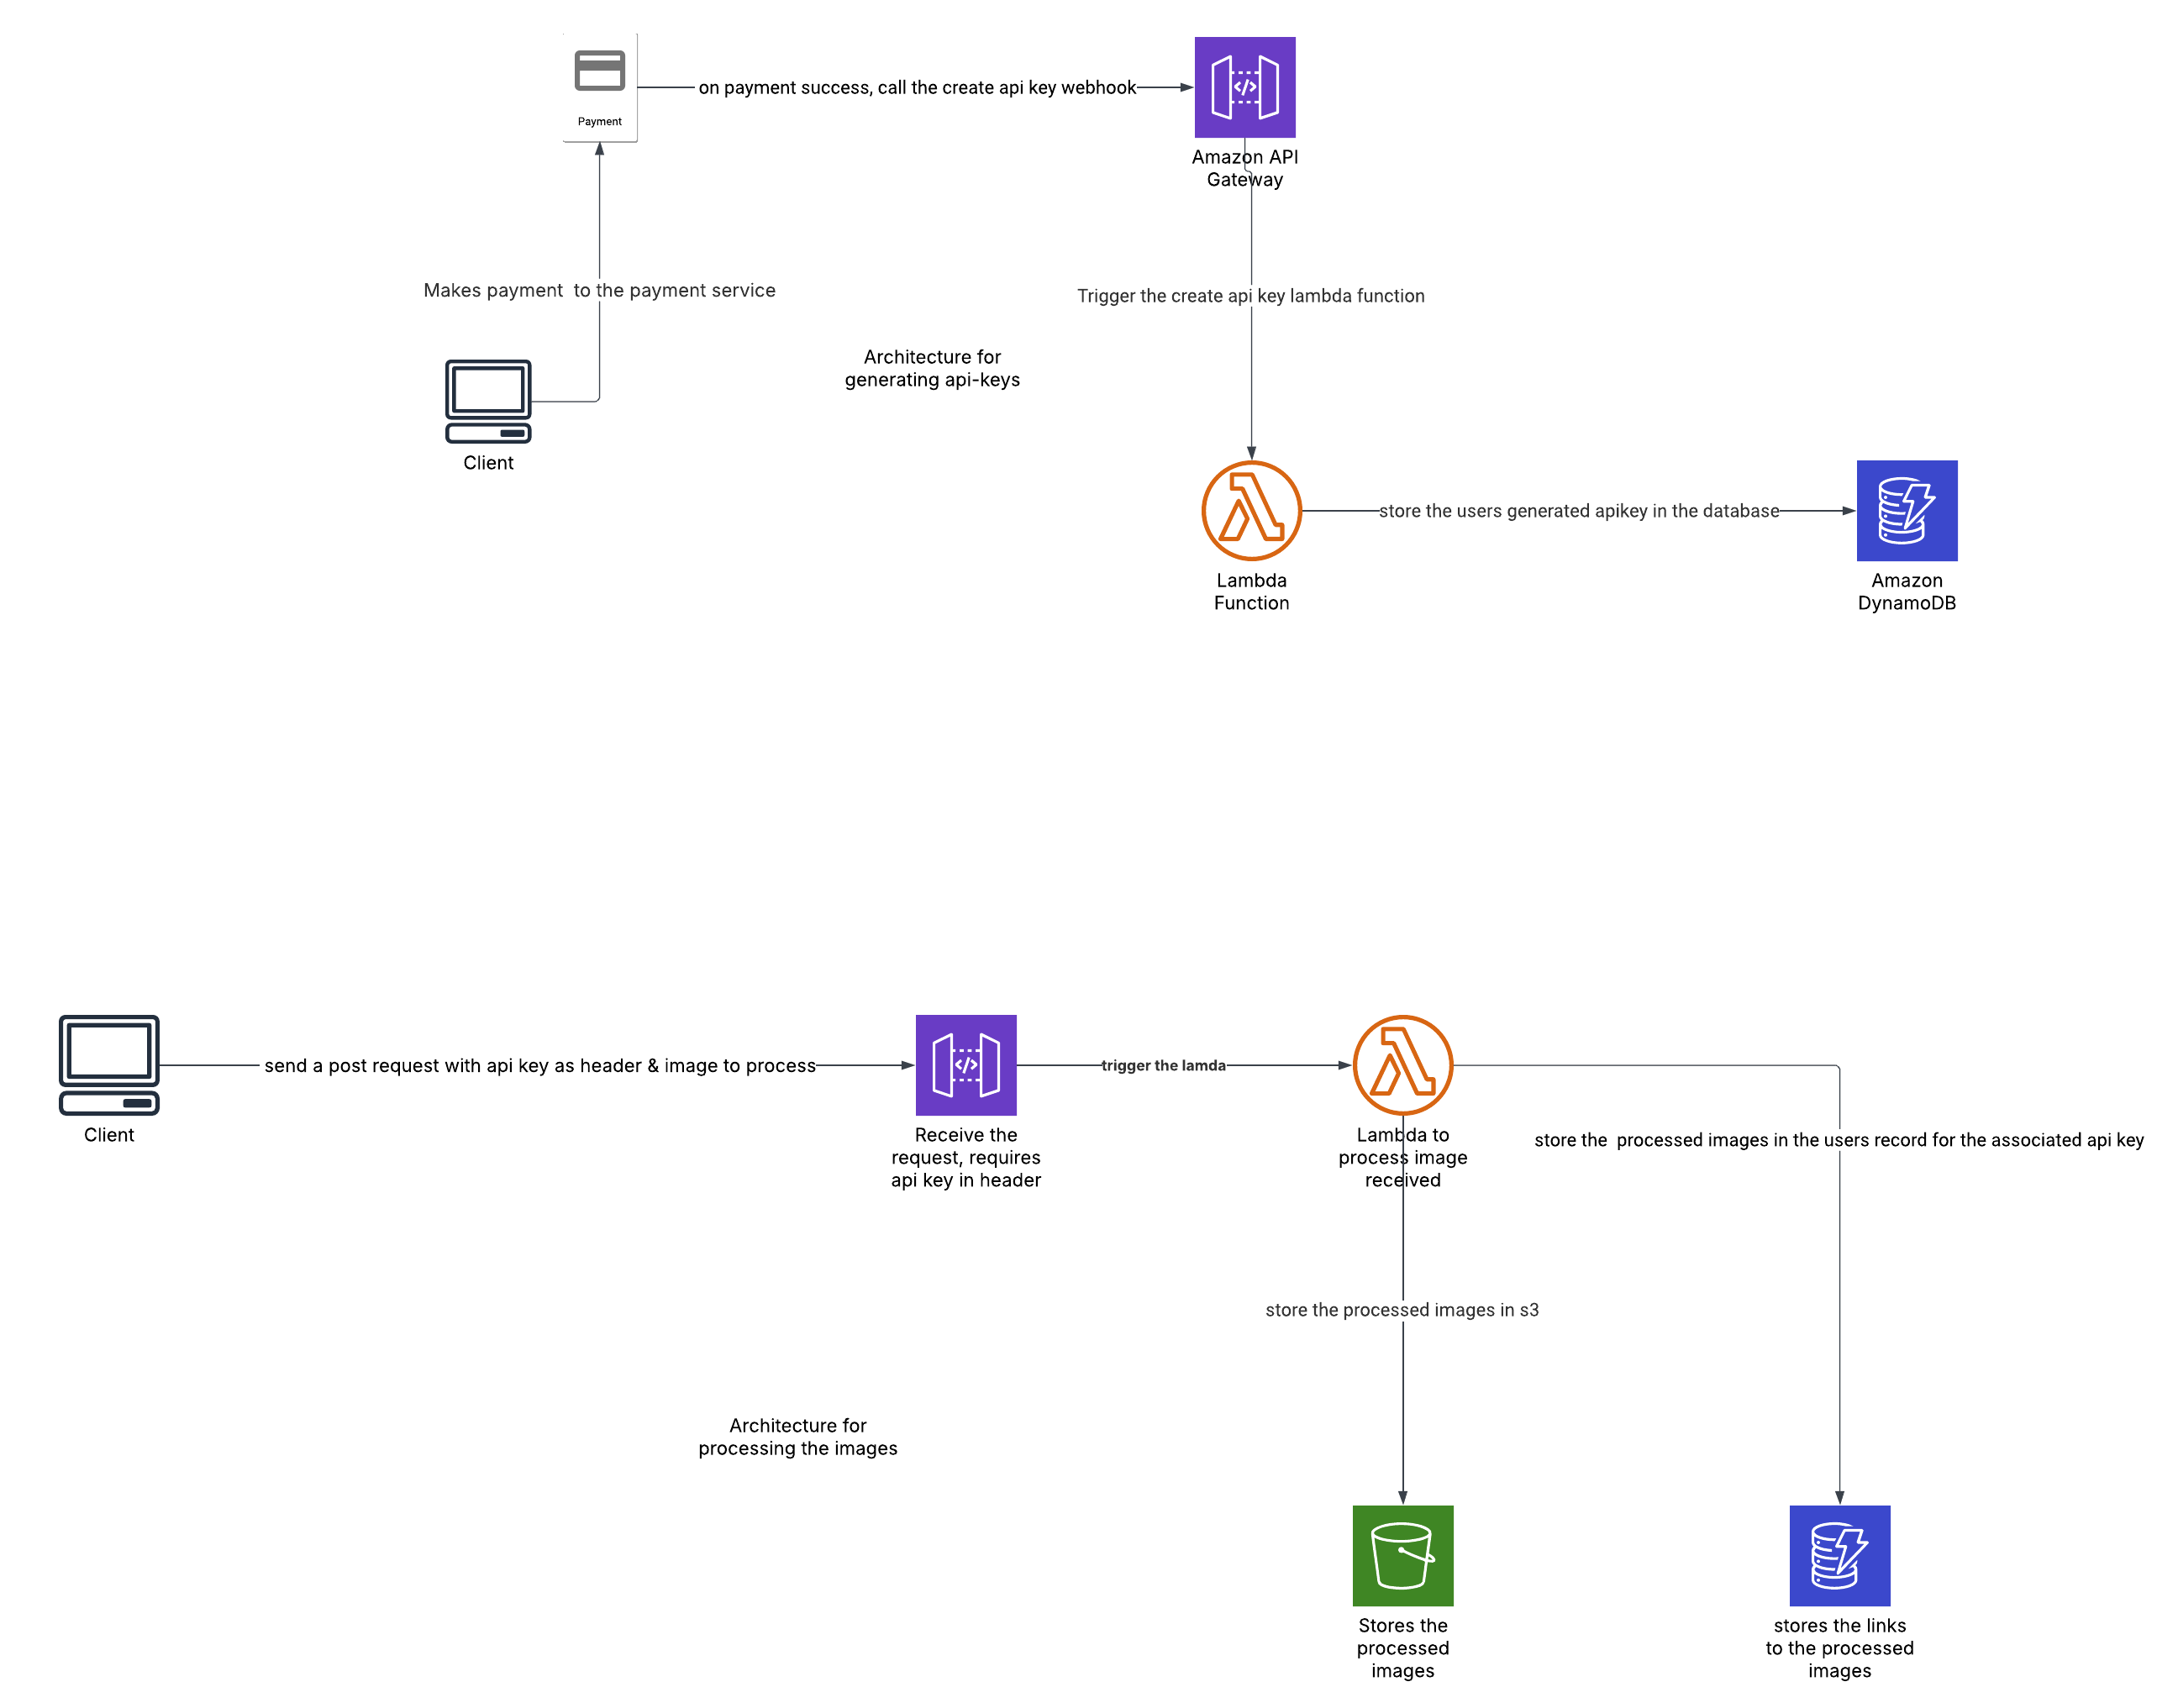 Payment
on payment success, call the create api key webhook
Amazon API
Gateway
Makes payment  to the payment service
Trigger the create api key lambda function
Architecture for
generating api-keys
Client
store the users generated apikey in the database
Lambda
Function
Amazon
DynamoDB
Client
send a post request with api key as header & image to process
Receive the
request, requires
api key in header
trigger the lamda
Lambda to
process image
received
store the  processed images in the users record for the associated api key
store the processed images in s3
Architecture for
processing the images
Stores the
processed
images
stores the links
to the processed
images